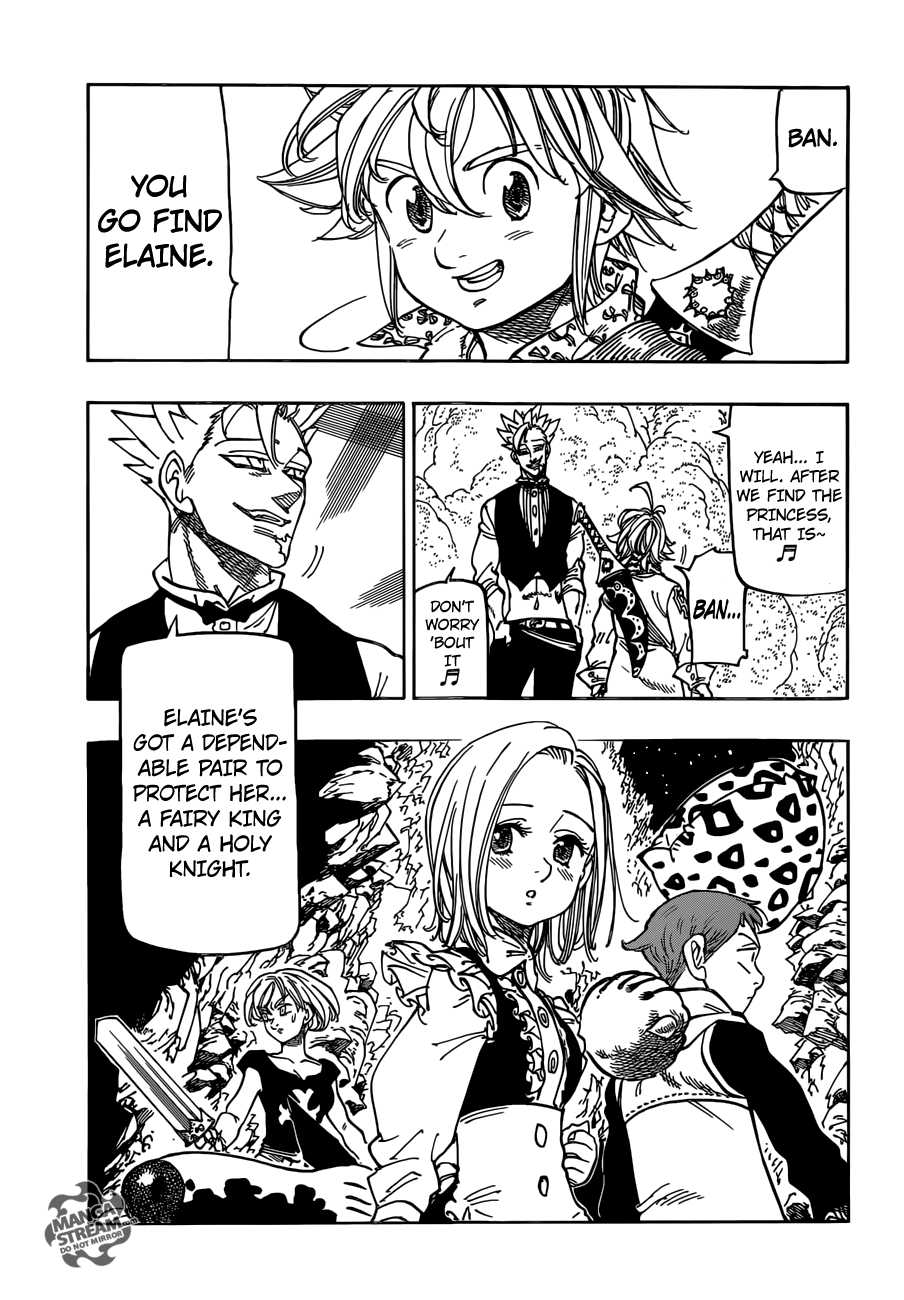 BAN.
YOU
GO FIND
ELAINE.
YEAH... I
WILL. AFTER
WE FIND THE
PRINCESS,
THAT IS~
♬
BAN...
DON'T
WORRY
'BOUT
IT
♬
ELAINE'S
GOT A DEPEND-
ABLE PAIR TO
PROTECT HER...
A FAIRY KING
AND A HOLY
KNIGHT.
MANGA
STREAM
DO NOT MIRROR